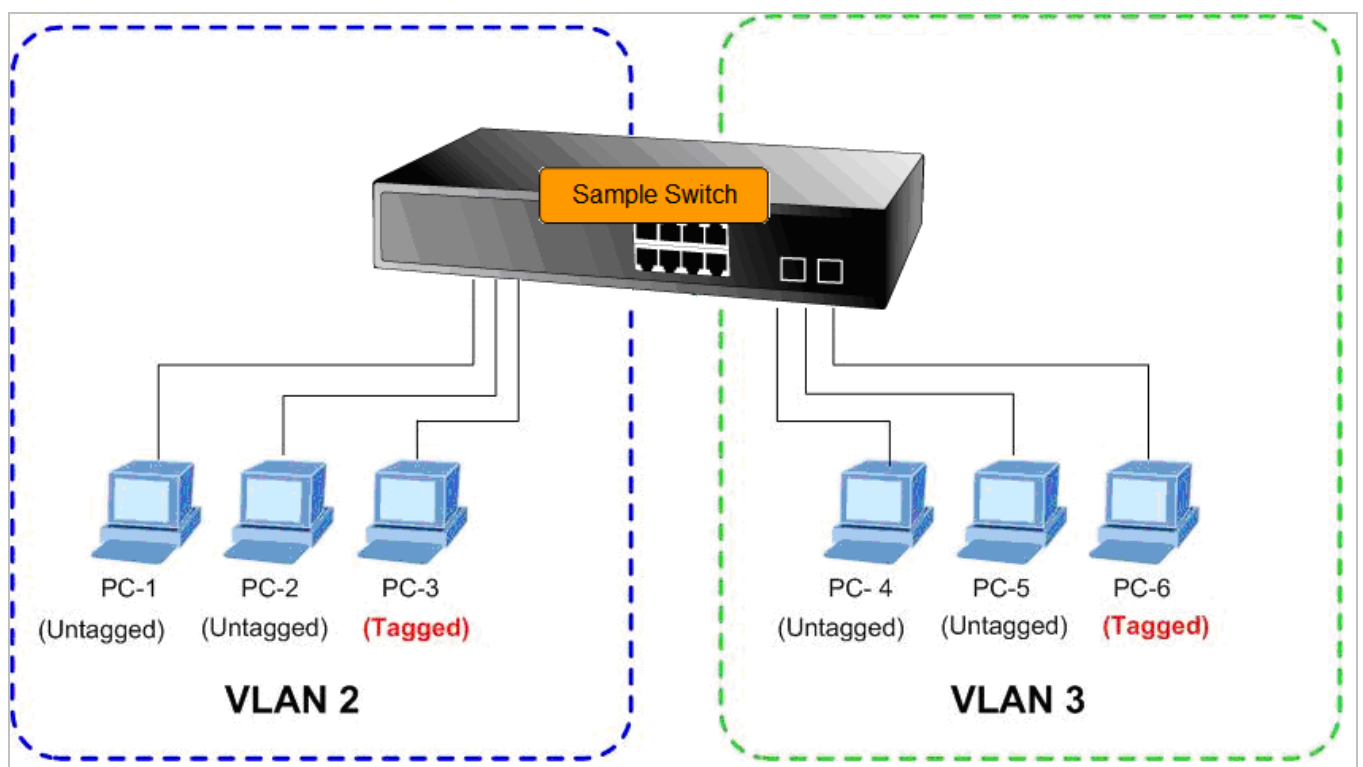 Sample Switch
PC-1 PC-2 PC-3 PC- 4 PC-5 PC-6
(Untagged) (Untagged) (Tagged) (Untagged) (Untagged) (Tagged)
VLAN 2 VLAN 3